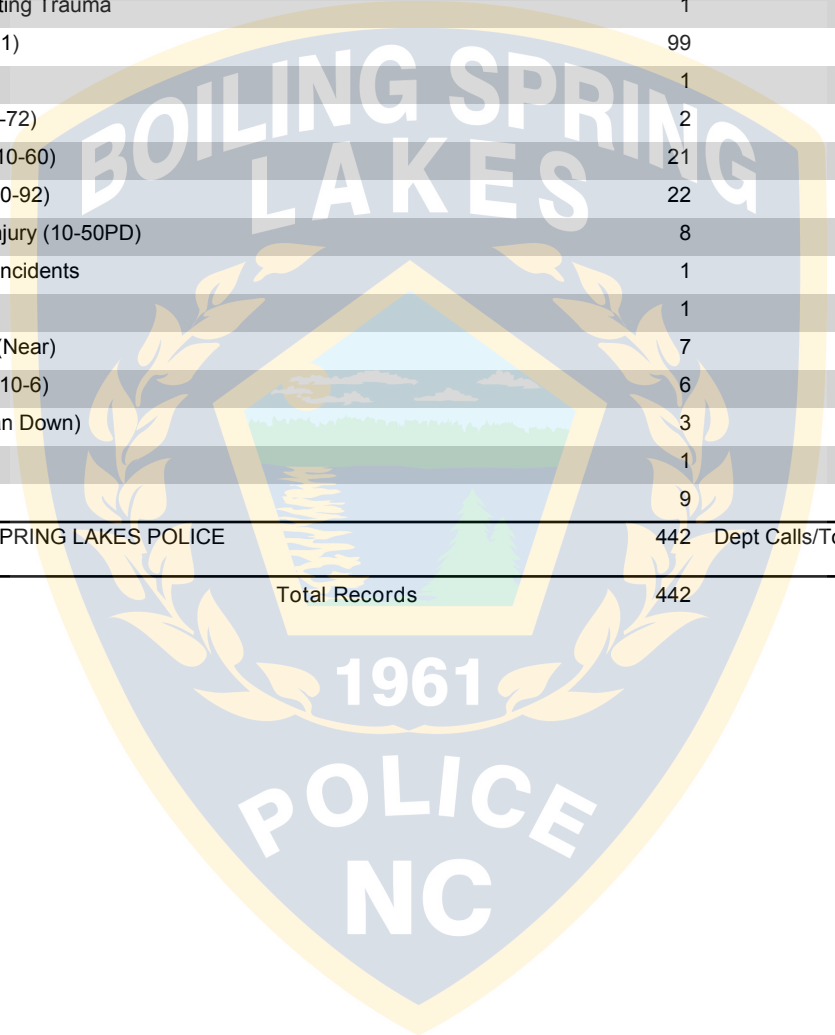 ting Trauma 1
1) 99
1
-72) 2
10-60) 21
0-92) 22
jury (10-50PD) 8
ncidents 1
1
(Near) 7
10-6) 6
n Down) 3
1
9
PRING LAKES POLICE 442 Dept Calls/To
Total Records 442
BOILING SPRING
LAKES
1961
POLICE
NC